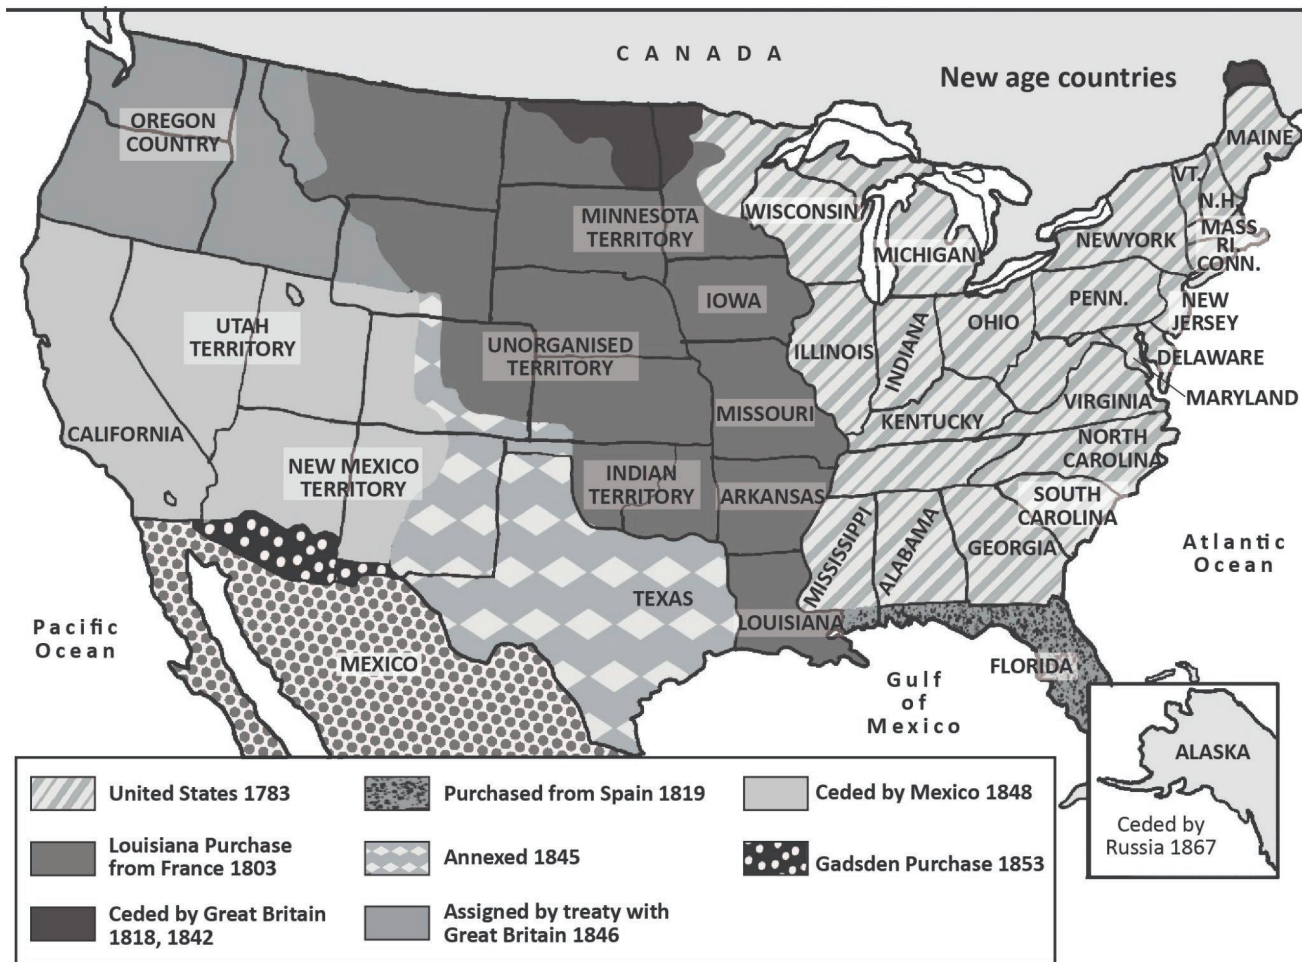 C A N A D A
New age countries
OREGON
COUNTRY
MAINE
VT.
N.H.
MASS
RI.
CONN.
MINNESOTA
TERRITORY
WISCONSIN
MICHIGAN
NEWYORK
IOWA
PENN.
NEW
JERSEY
UTAH
TERRITORY
UNORGANISED
TERRITORY
ILLINOIS
INDIANA
OHIO
DELAWARE
MARYLAND
VIRGINIA
MISSOURI
KENTUCKY
CALIFORNIA
NORTH
CAROLINA
NEW MEXICO
TERRITORY
INDIAN
TERRITORY
ARKANSAS
SOUTH
CAROLINA
MISSISSIPPI
ALABAMA
GEORGIA
Atlantic
Ocean
TEXAS
LOUISIANA
Pacific
Ocean
MEXICO
FLORIDA
Gulf
of
Mexico
ALASKA
Ceded by
Russia 1867
United States 1783
Louisiana Purchase
from France 1803
Ceded by Great Britain
1818, 1842
Purchased from Spain 1819
Annexed 1845
Assigned by treaty with
Great Britain 1846
Ceded by Mexico 1848
Gadsden Purchase 1853